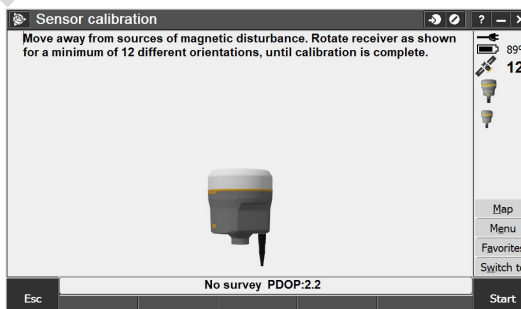 Sensor calibration
?
Move away from sources of magnetic disturbance. Rotate receiver as shown
for a minimum of 12 different orientations, until calibration is complete.
89%
12
Map
Menu
Favorites
Switch to
No survey PDOP:2.2
Esc
Start